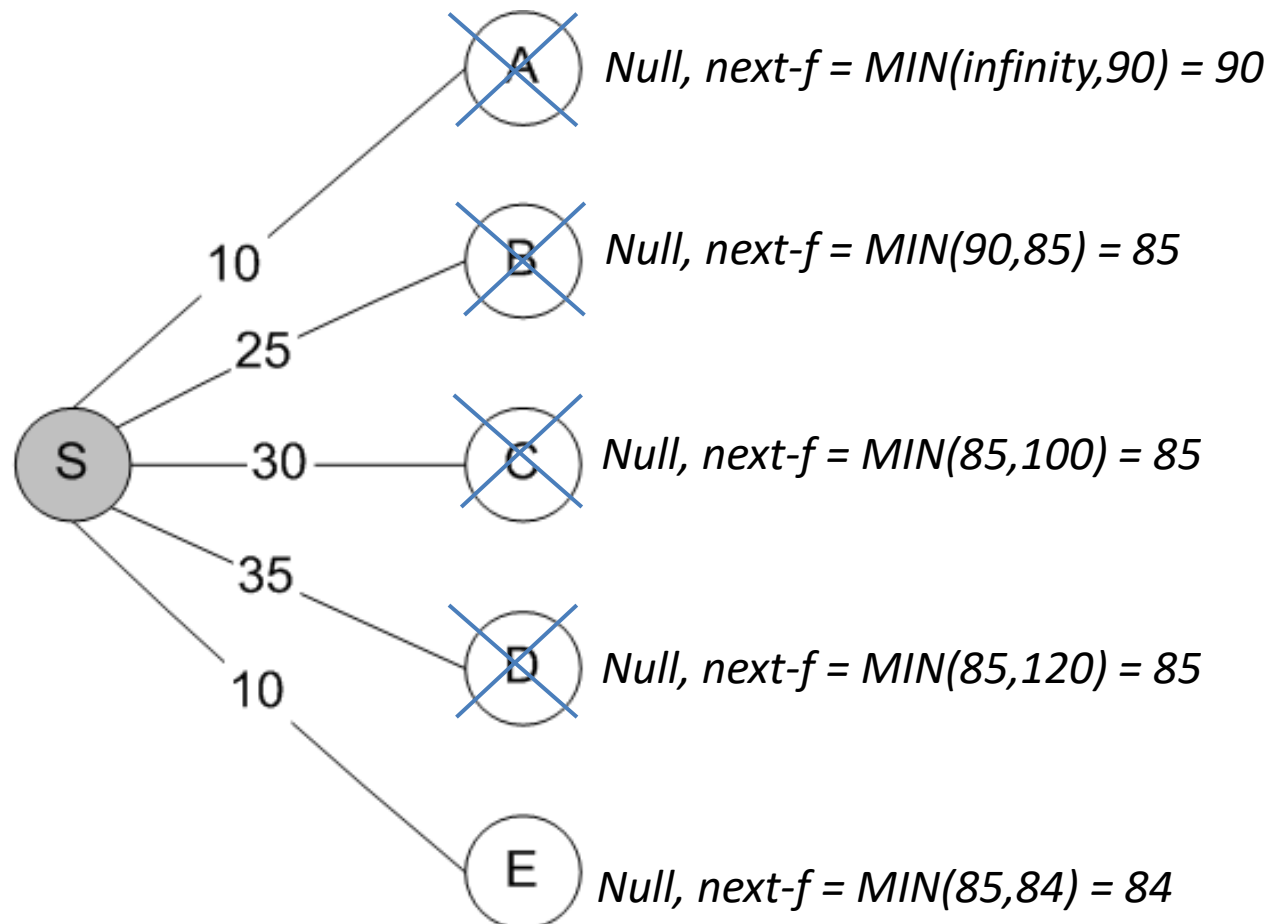 A Null, next-f = MIN(infinity,90) = 90
10
B Null, next-f = MIN(90,85) = 85
25
S 30 C Null, next-f = MIN(85,100) = 85
35
D Null, next-f = MIN(85,120) = 85
10
E Null, next-f = MIN(85,84) = 84